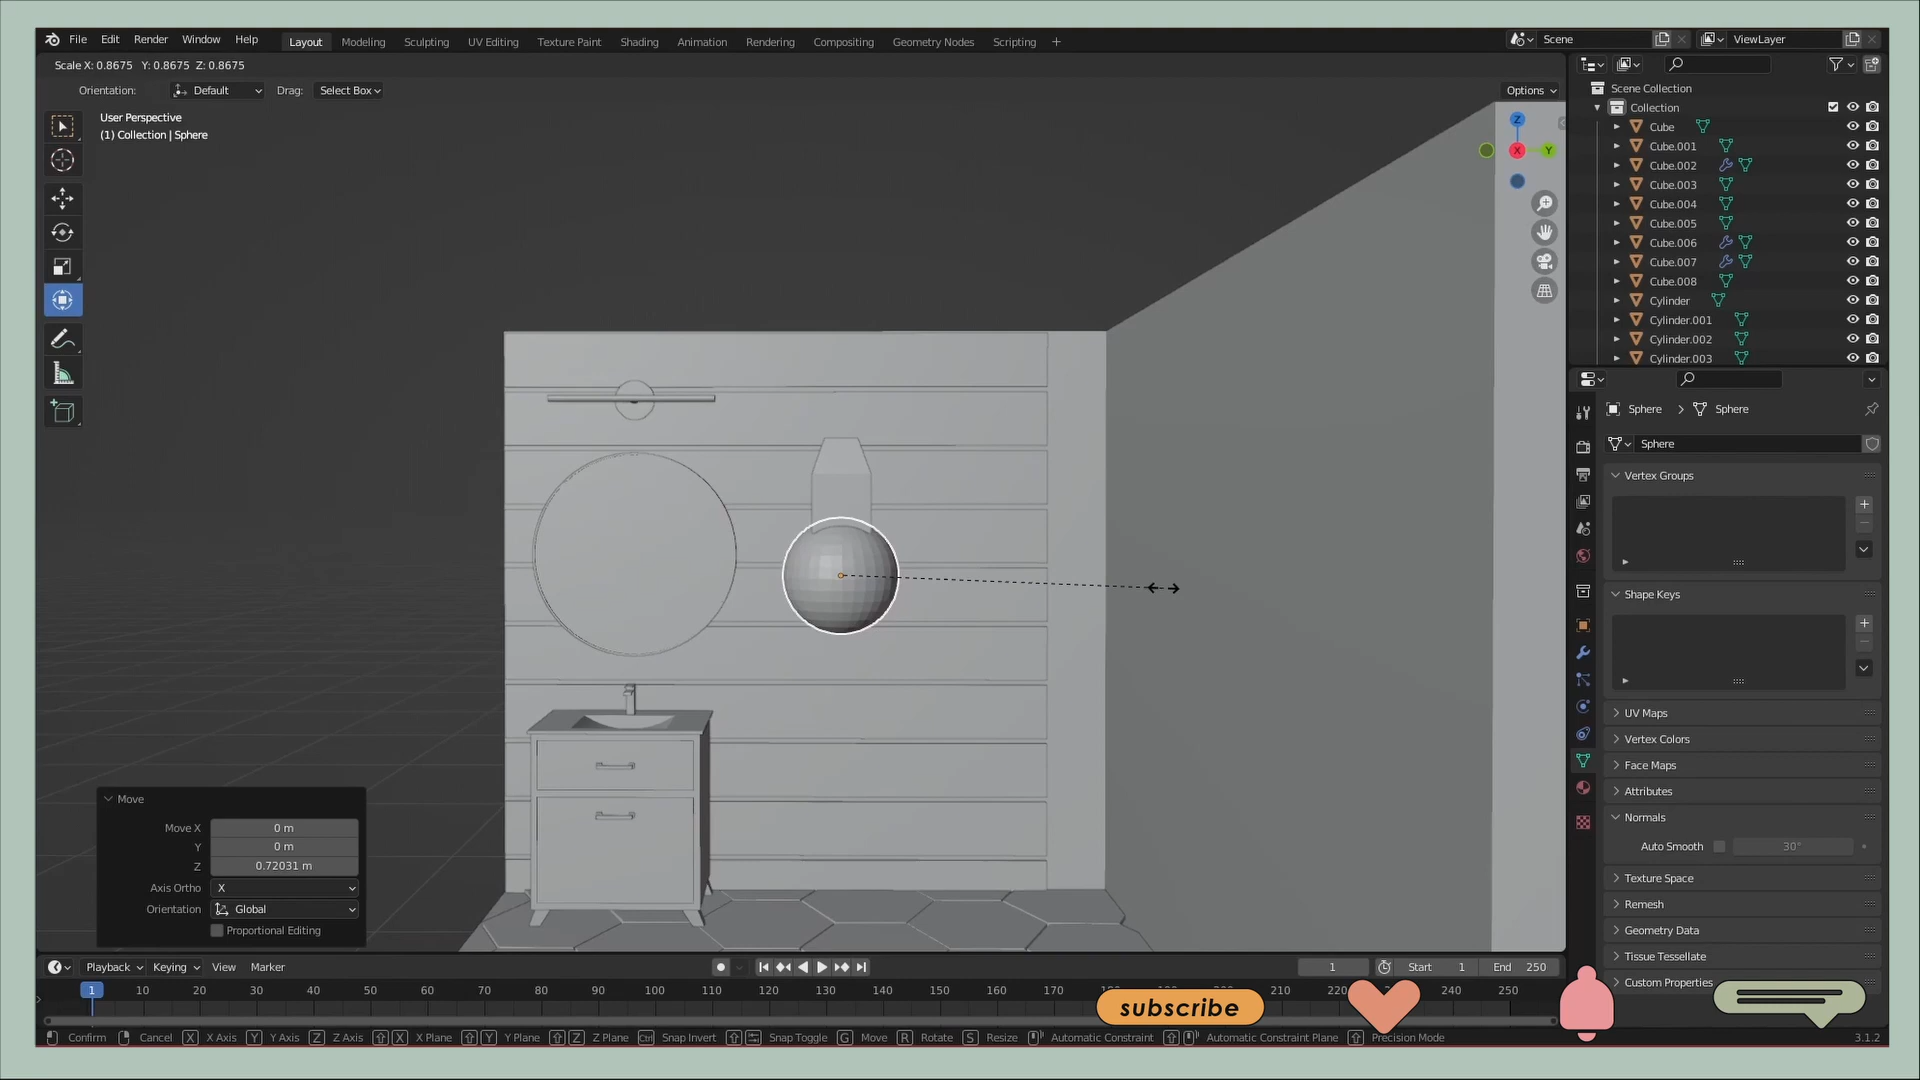 File Edit Render Window Help Layout Modeling Sculpting UV Editing Texture Paint Shading Animation Rendering Compositing Geometry Nodes Scripting + Scene ViewLayer
Scale X: 0.8675 Y: 0.8675 Z: 0.8675
Orientation: Default Drag: Select Box Options
User Perspective
(1) Collection | Sphere
Z
X
Y
Scene Collection
Collection
Cube
Cube.001
Cube.002
Cube.003
Cube.004
Cube.005
Cube.006
Cube.007
Cube.008
Cylinder
Cylinder.001
Cylinder.002
Cylinder.003
Sphere > Sphere
Sphere
Vertex Groups
Shape Keys
UV Maps
Vertex Colors
Face Maps
Attributes
Normals
Auto Smooth 30°
Texture Space
Remesh
Geometry Data
Tissue Tessellate
Custom Properties
Move
Move X 0 m
Y 0 m
Z 0.72031 m
Axis Ortho X
Orientation Global
Proportional Editing
Playback Keying View Marker 1 Start 1 End 250
1 10 20 30 40 50 60 70 80 90 100 110 120 130 140 150 160 170 180 190 200 210 220 230 240 250
subscribe
Confirm Cancel X X Axis Y Y Axis Z Z Axis X X Plane Y Y Plane Z Z Plane Ctrl Snap Invert Snap Toggle G Move R Rotate S Resize Automatic Constraint Automatic Constraint Plane Precision Mode 3.1.2